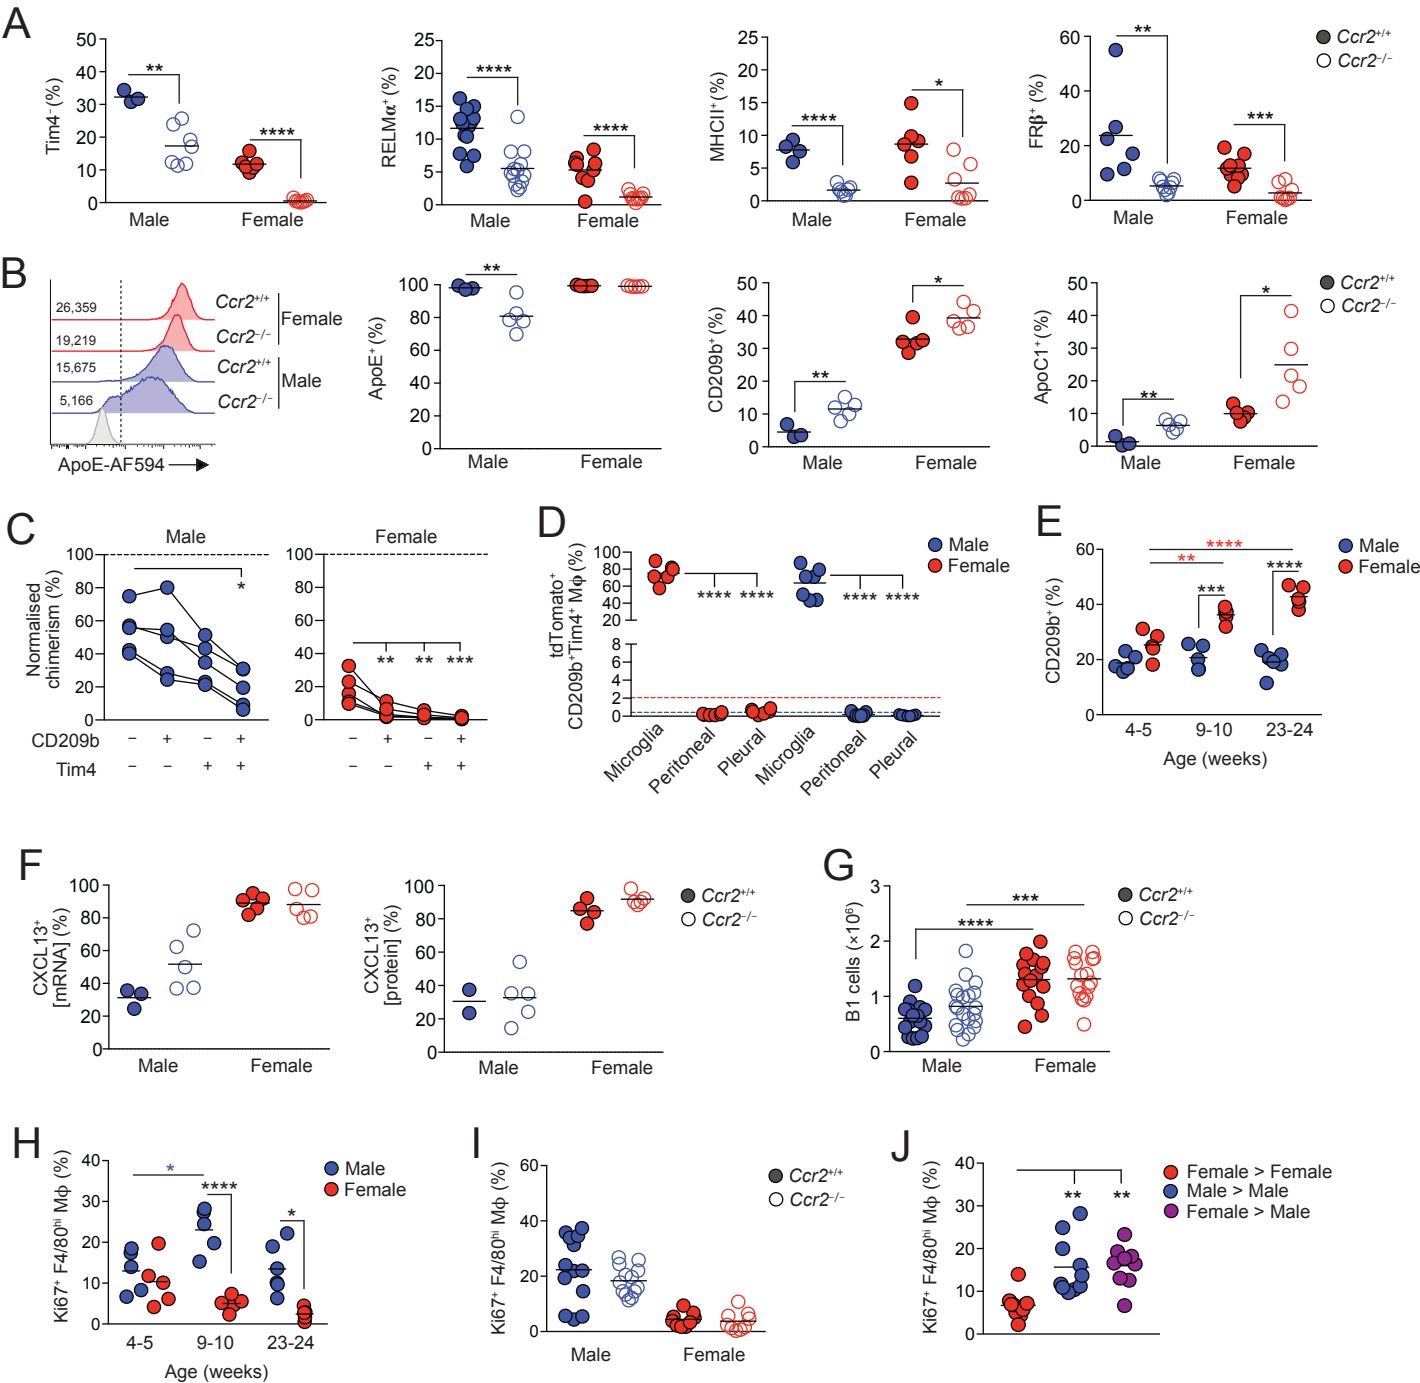 A
Tim4⁻ (%)
50
40
30
20
10
0
**
****
Male
Female
RELMα⁺ (%)
25
20
15
10
5
0
****
****
Male
Female
MHCII⁺ (%)
25
20
15
10
5
0
****
*
Male
Female
FRβ⁺ (%)
60
40
20
0
**
***
Male
Female
Ccr2⁺/⁺
Ccr2⁻/⁻
B
26,359
19,219
15,675
5,166
Ccr2⁺/⁺
Ccr2⁻/⁻
Ccr2⁺/⁺
Ccr2⁻/⁻
Female
Male
ApoE-AF594
ApoE⁺ (%)
100
80
60
40
20
0
**
Male
Female
CD209b⁺ (%)
50
40
30
20
10
0
**
*
Male
Female
ApoC1⁺ (%)
50
40
30
20
10
0
**
*
Male
Female
Ccr2⁺/⁺
Ccr2⁻/⁻
C
Male
Normalised
chimerism (%)
100
80
60
40
20
0
*
CD209b
− + − +
Tim4
− − + +
Female
100
80
60
40
20
0
** ** ***
− + − +
− − + +
D
tdTomato⁺
CD209b⁺Tim4⁺ Mϕ (%)
100
80
60
40
20
8
6
4
2
0
**** ****
**** ****
Microglia
Peritoneal
Pleural
Microglia
Peritoneal
Pleural
Male
Female
E
CD209b⁺ (%)
60
40
20
0
****
**
***
****
4-5
9-10
23-24
Age (weeks)
Male
Female
F
CXCL13⁺
[mRNA] (%)
100
80
60
40
20
0
Male
Female
CXCL13⁺
[protein] (%)
100
80
60
40
20
0
Male
Female
Ccr2⁺/⁺
Ccr2⁻/⁻
G
B1 cells (×10⁶)
3
2
1
0
***
****
Male
Female
Ccr2⁺/⁺
Ccr2⁻/⁻
H
Ki67⁺ F4/80ʰⁱ Mϕ (%)
40
30
20
10
0
*
****
*
4-5
9-10
23-24
Age (weeks)
Male
Female
I
Ki67⁺ F4/80ʰⁱ Mϕ (%)
60
40
20
0
Male
Female
Ccr2⁺/⁺
Ccr2⁻/⁻
J
Ki67⁺ F4/80ʰⁱ Mϕ (%)
40
30
20
10
0
** **
Female > Female
Male > Male
Female > Male